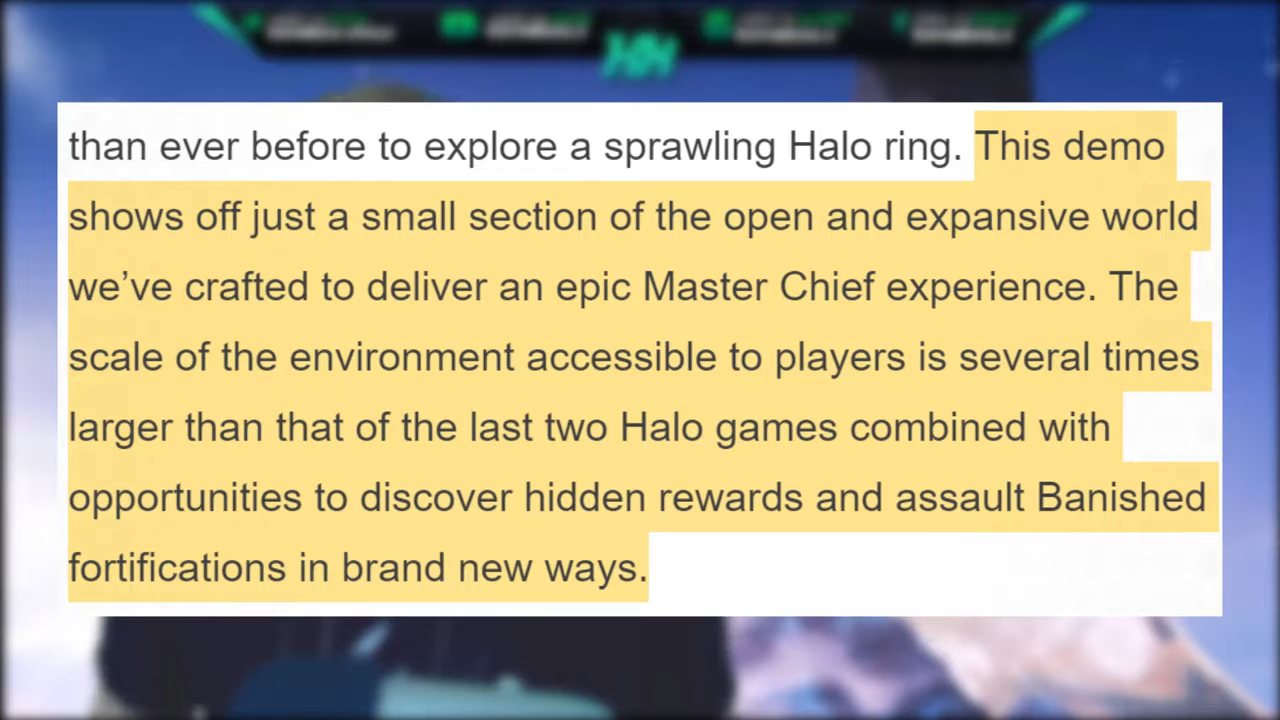 HH
than ever before to explore a sprawling Halo ring. This demo
shows off just a small section of the open and expansive world
we’ve crafted to deliver an epic Master Chief experience. The
scale of the environment accessible to players is several times
larger than that of the last two Halo games combined with
opportunities to discover hidden rewards and assault Banished
fortifications in brand new ways.